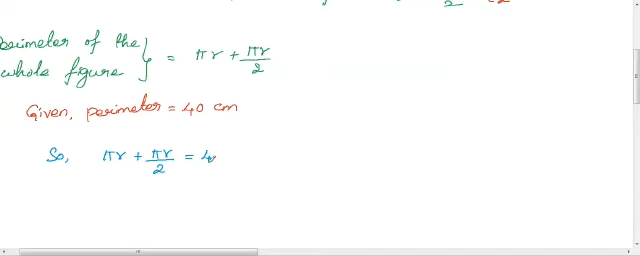 Perimeter of the
whole figure } = πr + πr/2
Given, perimeter = 40 cm
So, πr + πr/2 = 4